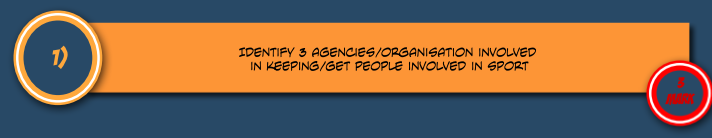 1)
IDENTIFY 3 AGENCIES/ORGANISATION INVOLVED
IN KEEPING/GET PEOPLE INVOLVED IN SPORT
3
MARK